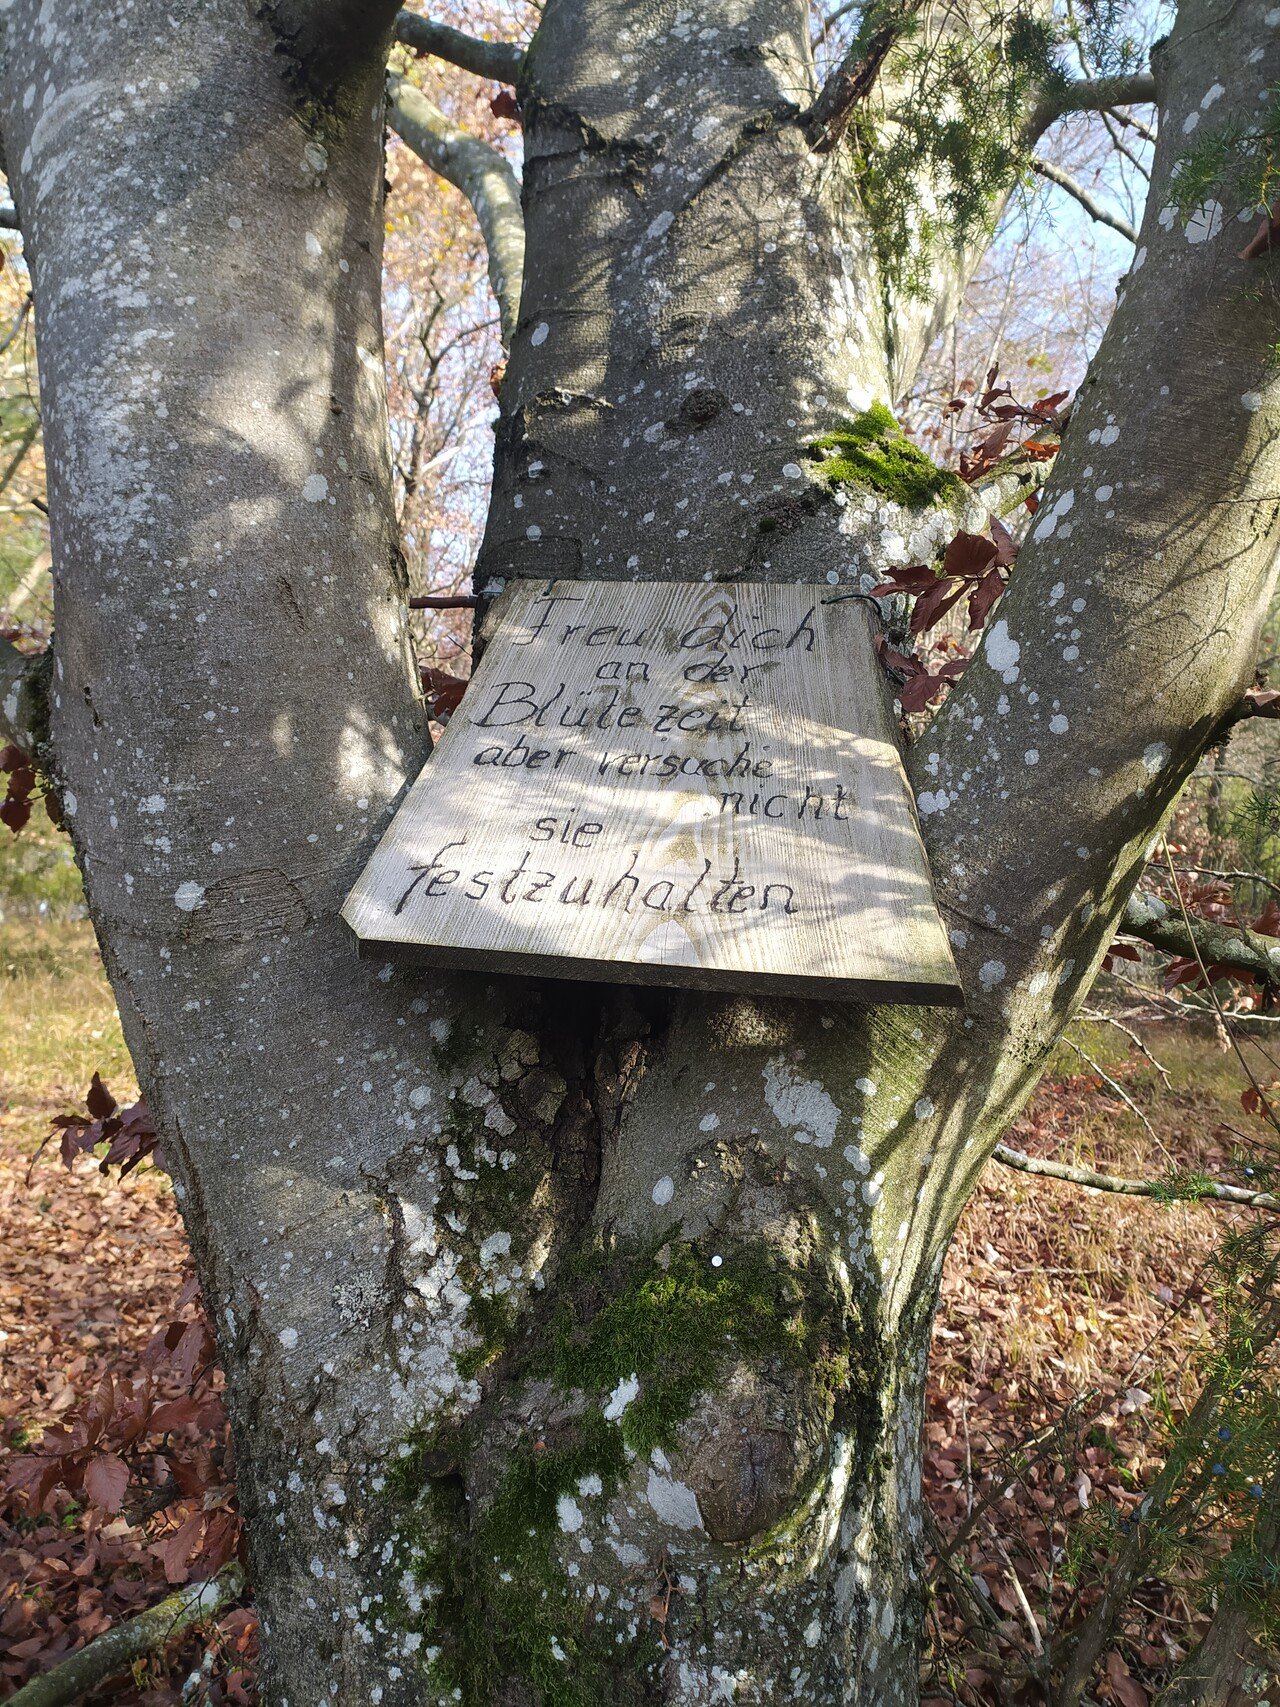 Freu dich
an der
Blütezeit
aber versuche
nicht
sie
festzuhalten